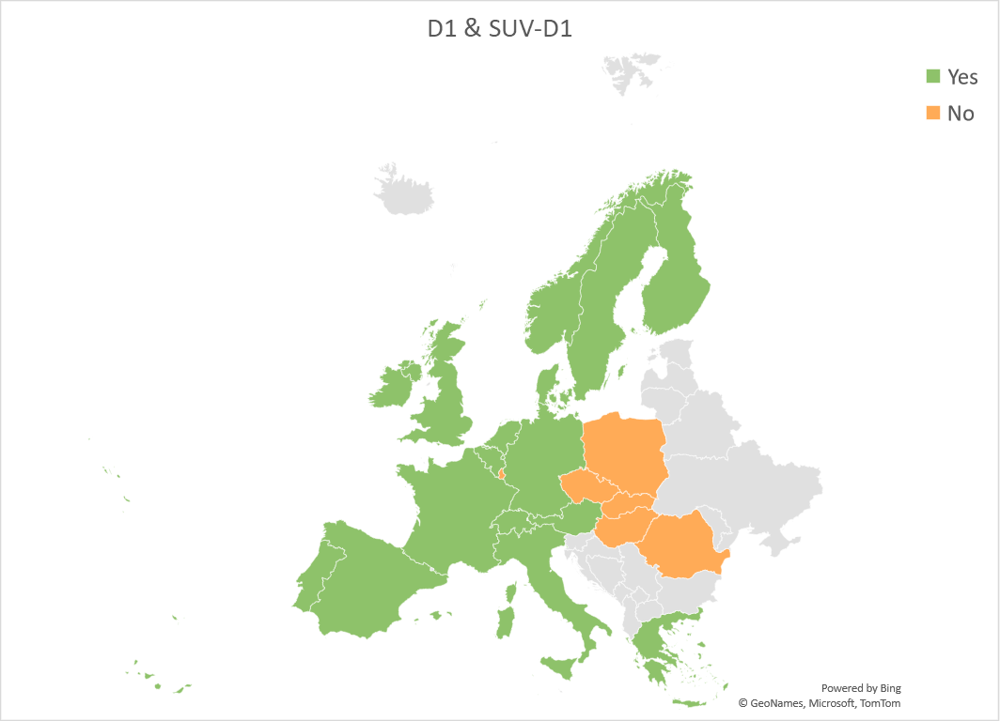 D1 & SUV-D1
Yes
No
Powered by Bing
© GeoNames, Microsoft, TomTom